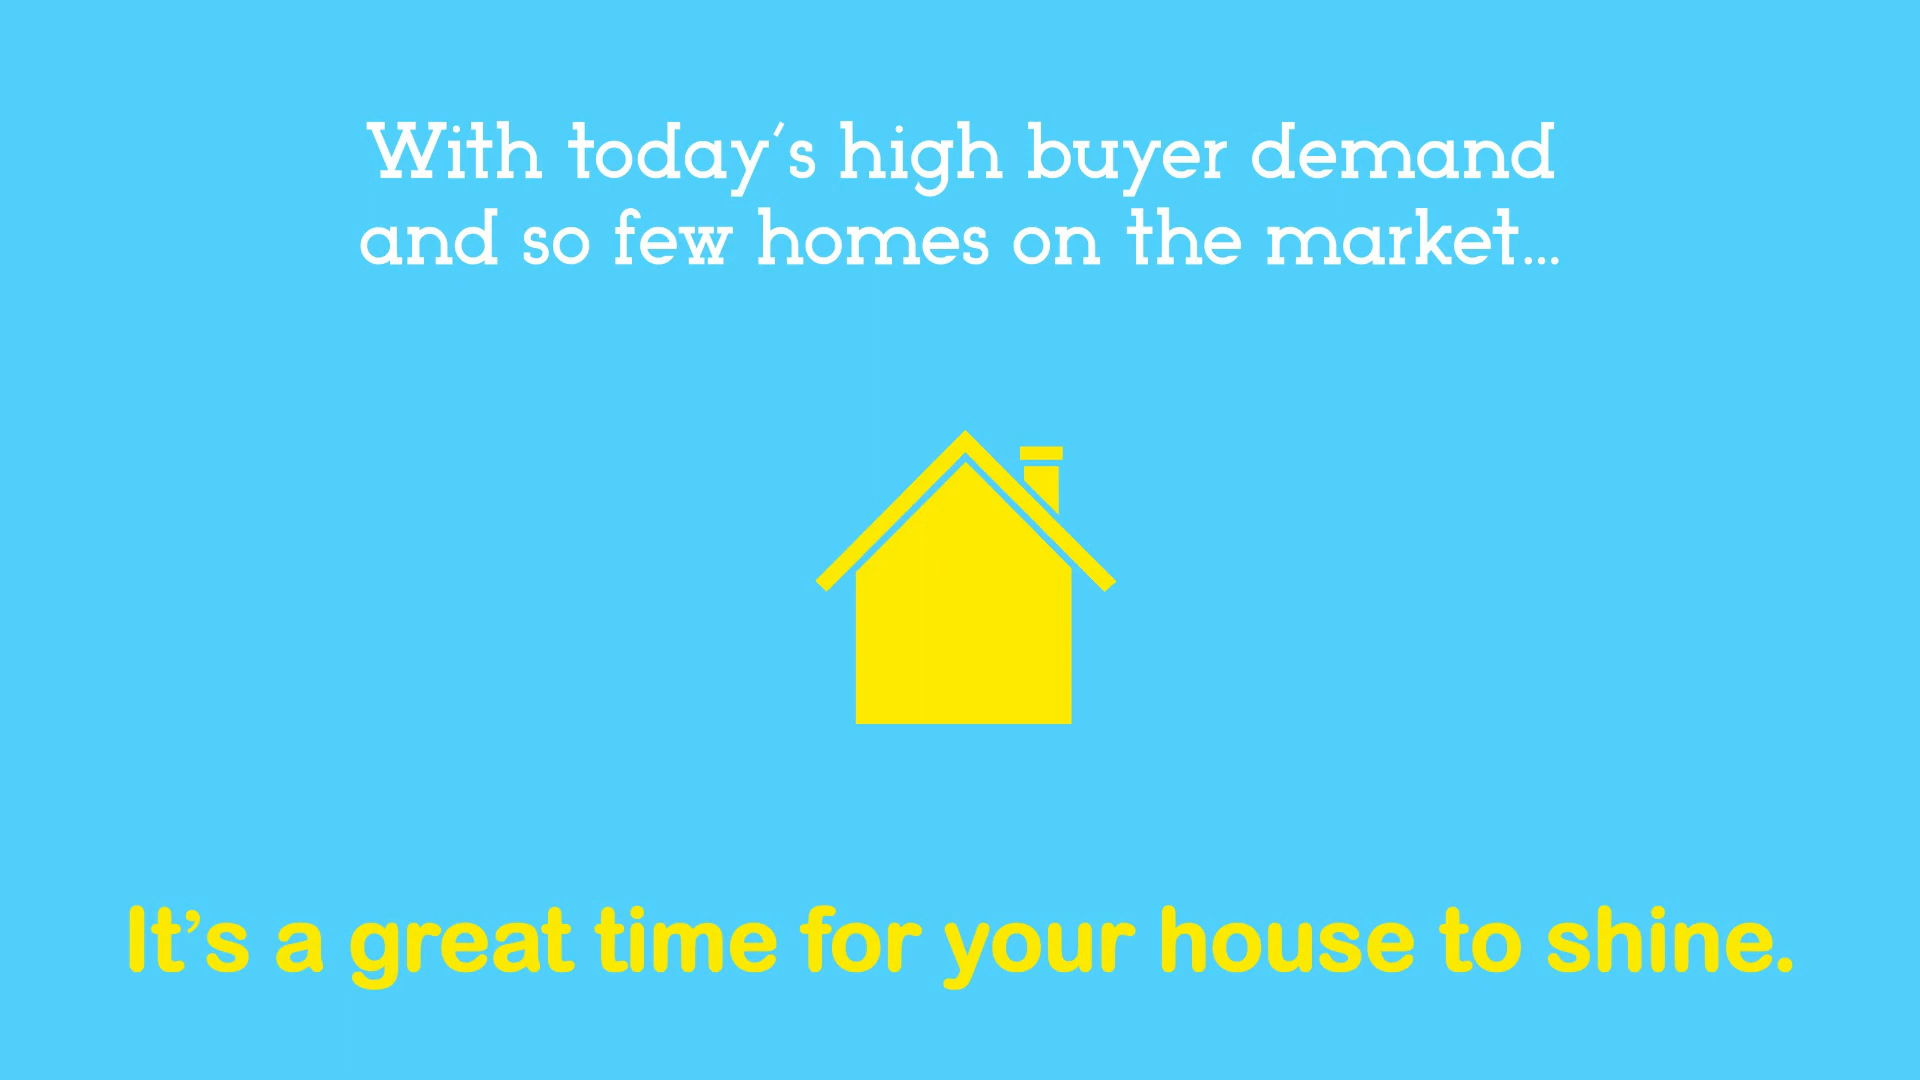 With today's high buyer demand
and so few homes on the market...
It's a great time for your house to shine.